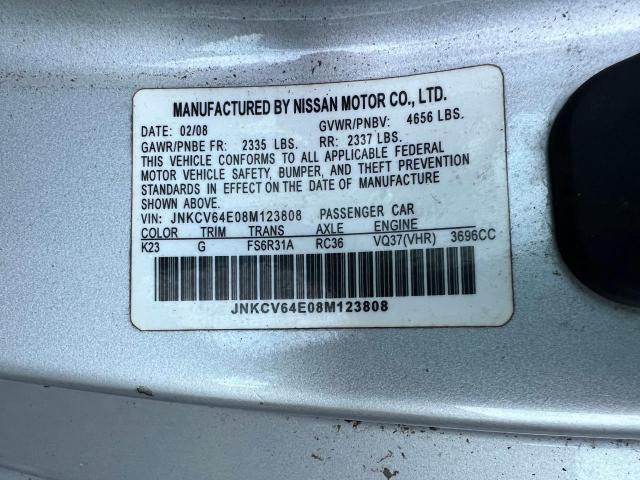 MANUFACTURED BY NISSAN MOTOR CO., LTD.
DATE: 02/08 GVWR/PNBV: 4656 LBS.
GAWR/PNBE FR: 2335 LBS. RR: 2337 LBS.
THIS VEHICLE CONFORMS TO ALL APPLICABLE FEDERAL
MOTOR VEHICLE SAFETY, BUMPER, AND THEFT PREVENTION
STANDARDS IN EFFECT ON THE DATE OF MANUFACTURE
SHOWN ABOVE.
VIN: JNKCV64E08M123808 PASSENGER CAR
COLOR TRIM TRANS AXLE ENGINE
K23 G FS6R31A RC36 VQ37(VHR) 3696CC
JNKCV64E08M123808